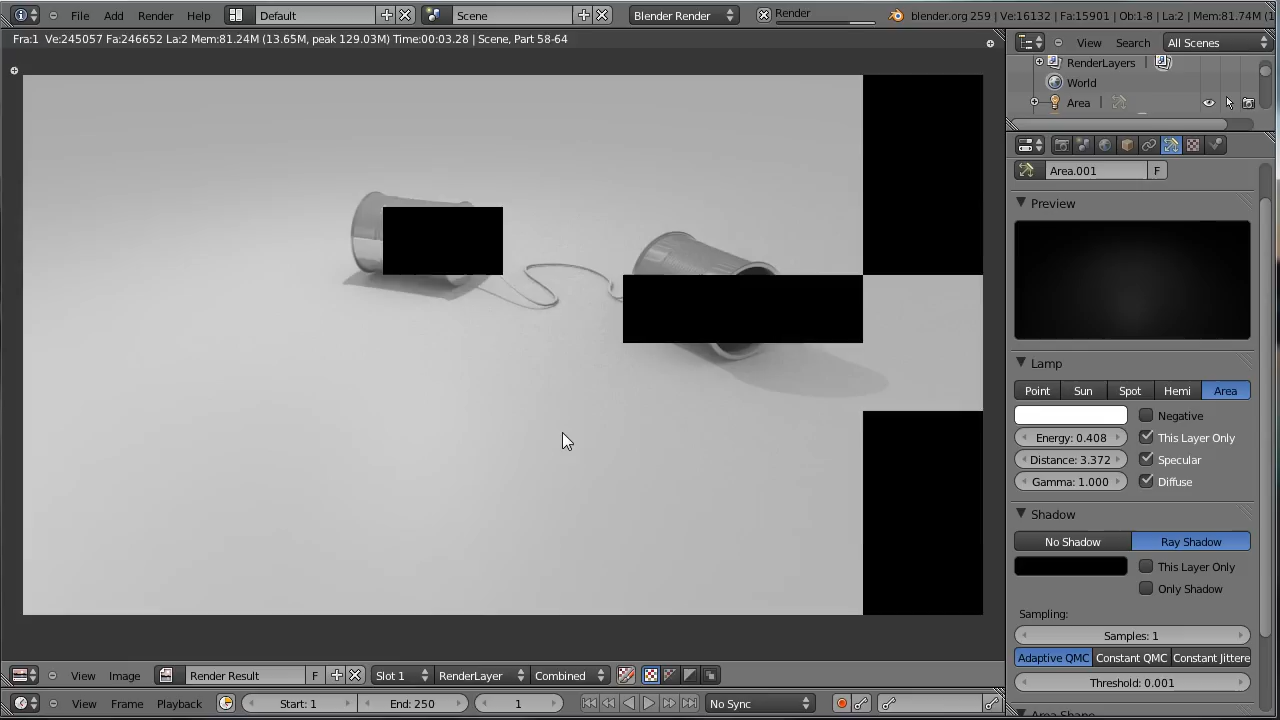 File Add Render Help Default Scene Blender Render Render blender.org 259 | Ve:16132 | Fa:15901 | Ob:1-8 | La:2 | Mem:81.74M (1
Fra:1 Ve:245057 Fa:246652 La:2 Mem:81.24M (13.65M, peak 129.03M) Time:00:03.28 | Scene, Part 58-64
View Search All Scenes
RenderLayers
World
Area
Area.001 F
Preview
Lamp
Point Sun Spot Hemi Area
Negative
Energy: 0.408 This Layer Only
Distance: 3.372 Specular
Gamma: 1.000 Diffuse
Shadow
No Shadow Ray Shadow
This Layer Only
Only Shadow
Sampling:
Samples: 1
Adaptive QMC Constant QMC Constant Jittere
Threshold: 0.001
Area Shape
View Image Render Result F Slot 1 RenderLayer Combined
View Frame Playback Start: 1 End: 250 1 No Sync